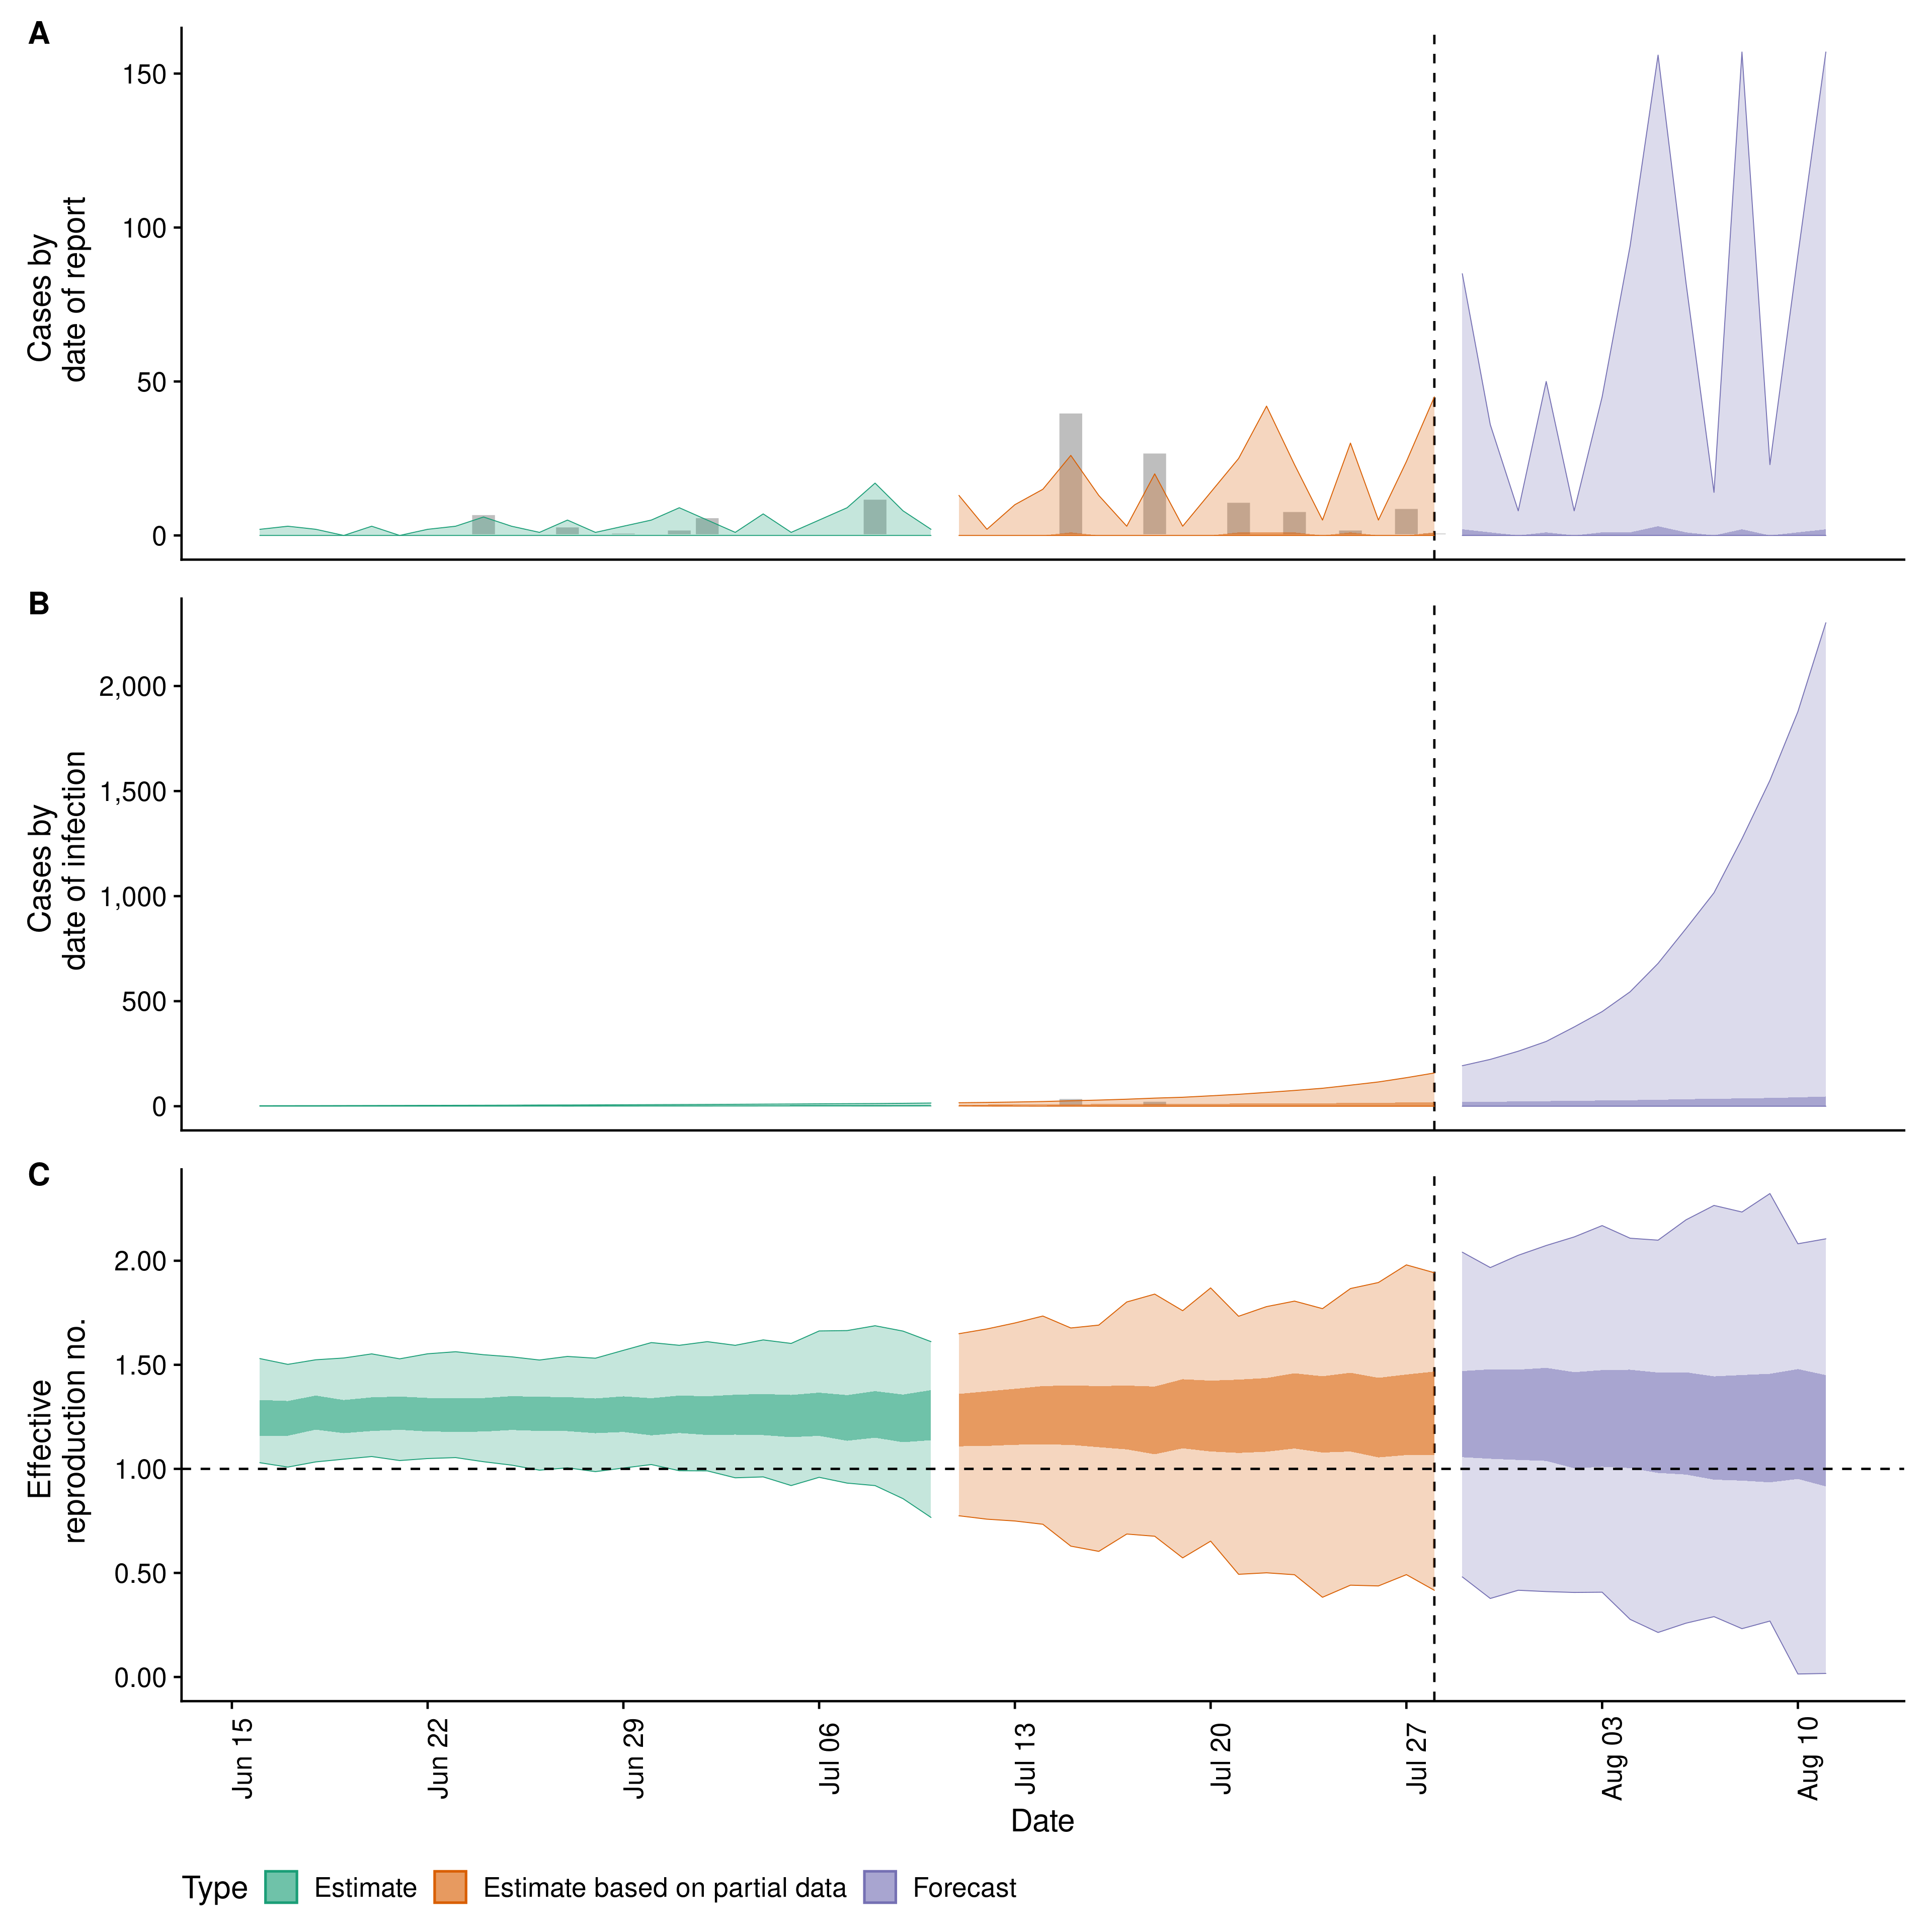 A
Cases by
date of report
150
100
50
0
B
Cases by
date of infection
2,000
1,500
1,000
500
0
C
Effective
reproduction no.
2.00
1.50
1.00
0.50
0.00
Jun 15
Jun 22
Jun 29
Jul 06
Jul 13
Jul 20
Jul 27
Aug 03
Aug 10
Date
Type
Estimate
Estimate based on partial data
Forecast